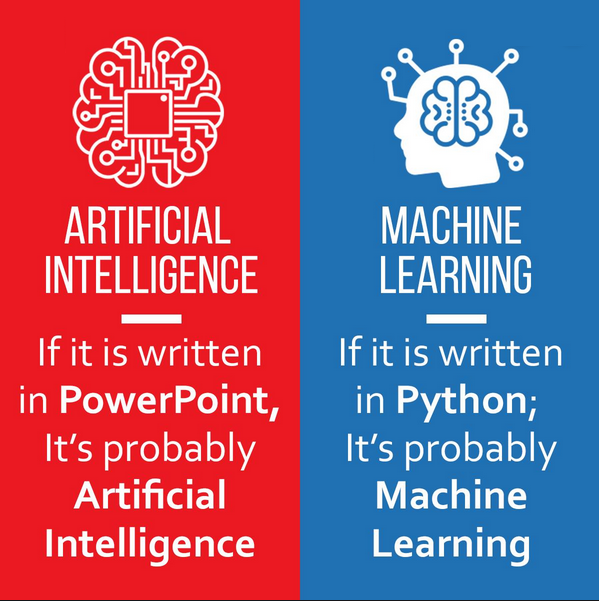 ARTIFICIAL
INTELLIGENCE
If it is written
in PowerPoint,
It's probably
Artificial
Intelligence
MACHINE
LEARNING
If it is written
in Python;
It's probably
Machine
Learning